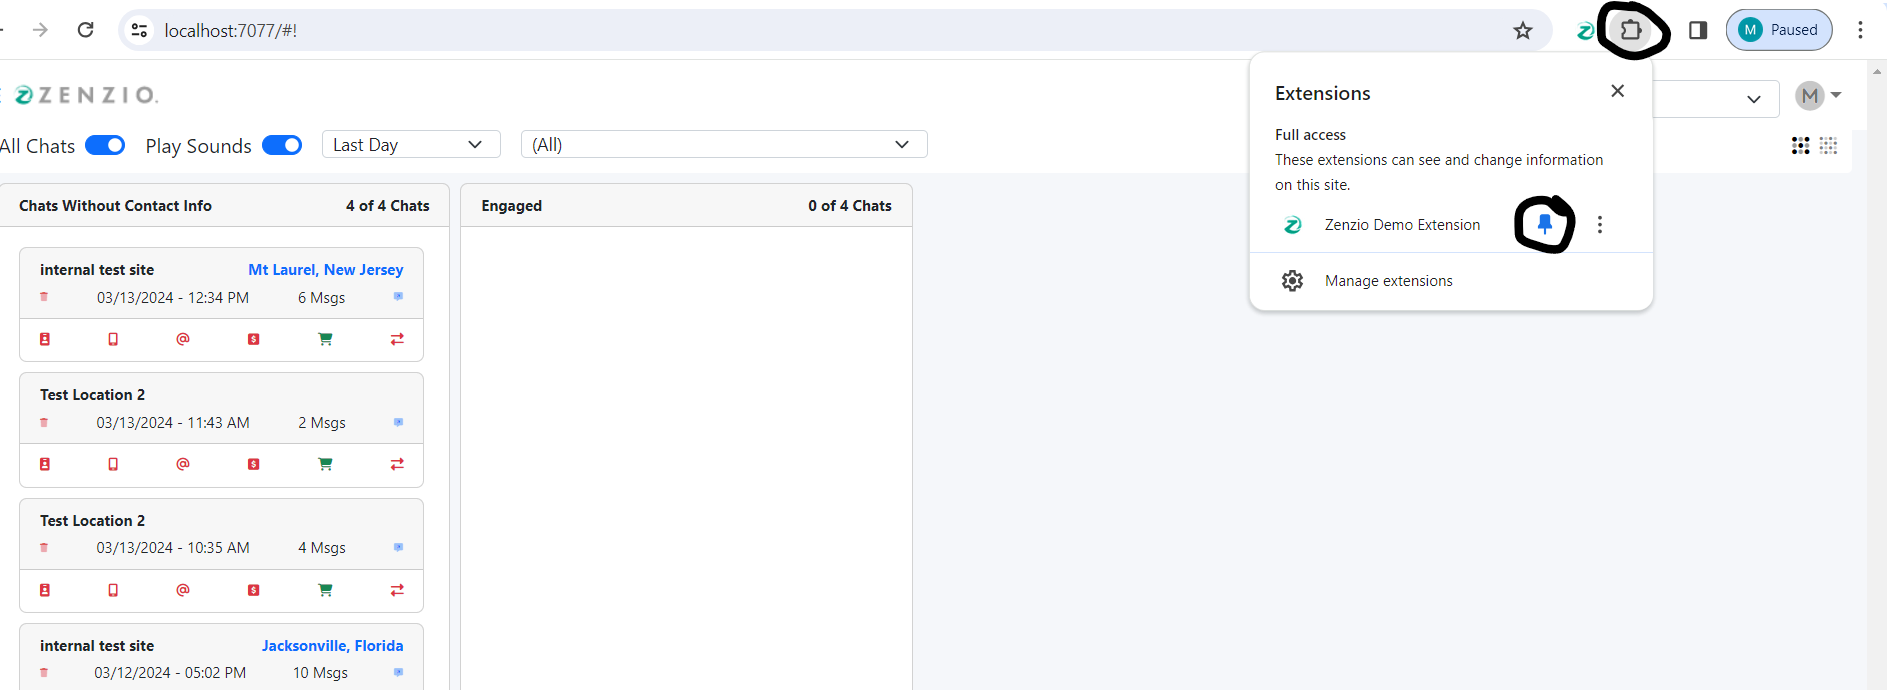 localhost:7077/#!
M Paused
ZENZIO.
M
All Chats Play Sounds Last Day (All)
Extensions
Full access
These extensions can see and change information
on this site.
Zenzio Demo Extension
Manage extensions
Chats Without Contact Info 4 of 4 Chats
internal test site Mt Laurel, New Jersey
03/13/2024 - 12:34 PM 6 Msgs
@ $
Test Location 2
03/13/2024 - 11:43 AM 2 Msgs
@ $
Test Location 2
03/13/2024 - 10:35 AM 4 Msgs
@ $
internal test site Jacksonville, Florida
03/12/2024 - 05:02 PM 10 Msgs
Engaged 0 of 4 Chats